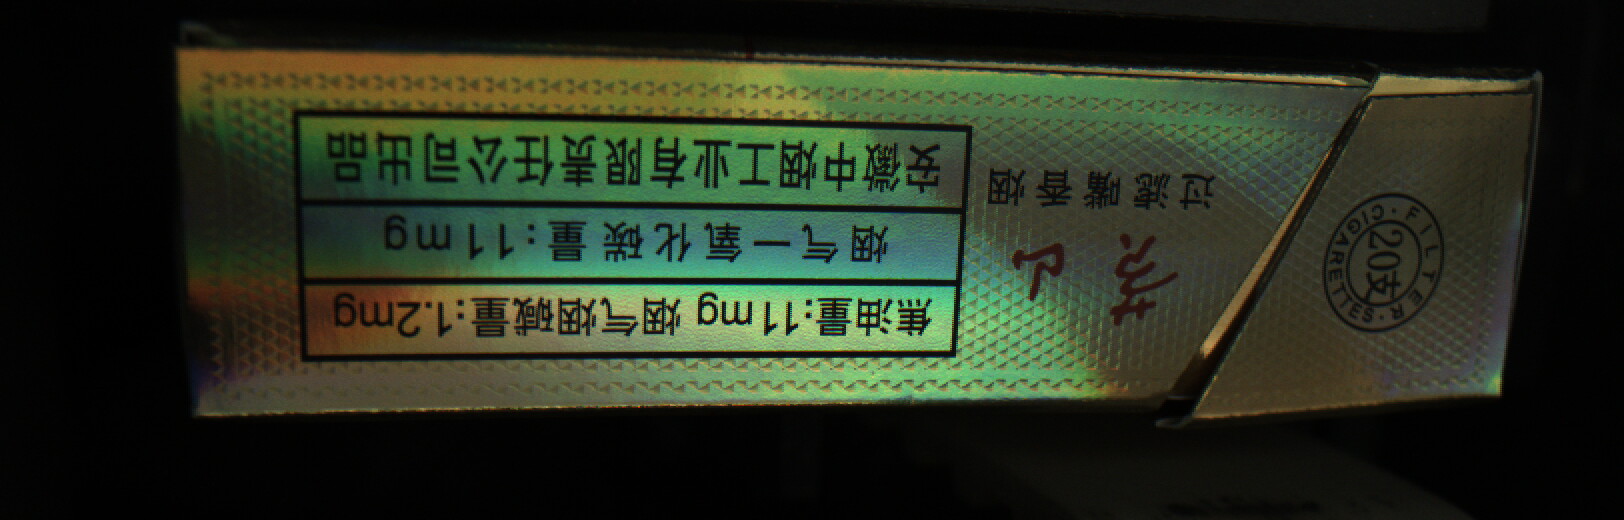 FILTER·CIGARETTES·
20支
黄山
过滤嘴香烟
焦油量:11mg 烟气烟碱量:1.2mg
烟气一氧化碳量:11mg
安徽中烟工业有限责任公司出品